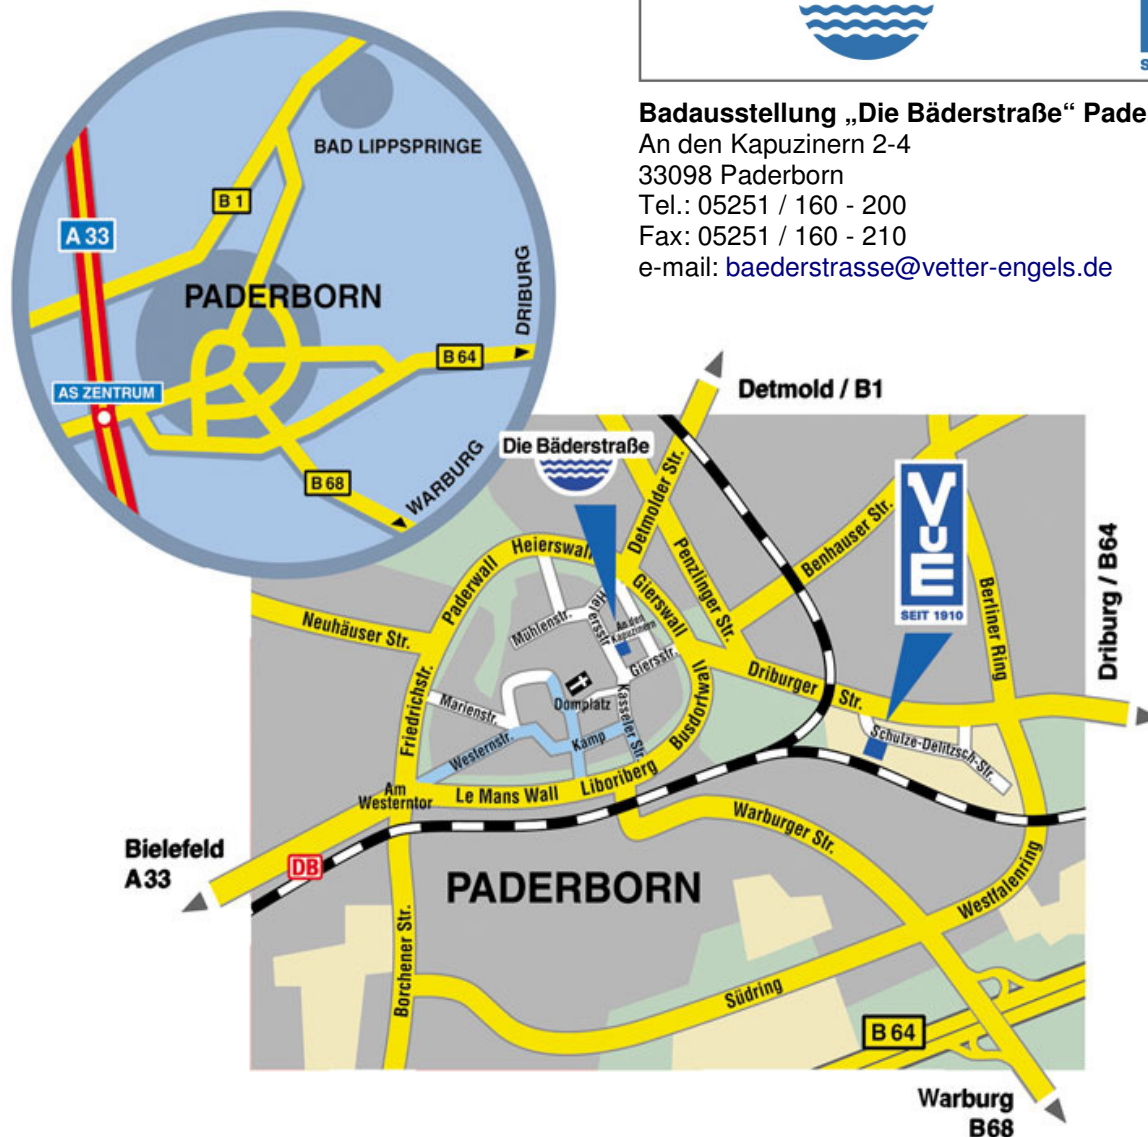 Badausstellung „Die Bäderstraße“ Pade
An den Kapuzinern 2-4
33098 Paderborn
Tel.: 05251 / 160 - 200
Fax: 05251 / 160 - 210
e-mail: baederstrasse@vetter-engels.de
BAD LIPPSPRINGE
B 1
A 33
PADERBORN
DRIBURG
B 64
AS ZENTRUM
B 68
WARBURG
Detmold / B1
Die Bäderstraße
Detmolder Str.
Heierswall
Penzlinger Str.
Benhauser Str.
VuE
SEIT 1910
Driburg / B64
Paderwall
Gierswall
Berliner Ring
Neuhäuser Str.
Mühlenstr.
Heiersstr.
An den
Kapuzinern
Giersstr.
Driburger Str.
Friedrichstr.
Marienstr.
Domplatz
Kasseler Str.
Busdorfwall
Westernstr.
Kamp
Schulze-Delitzsch-Str.
Am
Westerntor
Le Mans Wall
Liboriberg
Warburger Str.
Bielefeld
A33
DB
PADERBORN
Westfalenring
Borchener Str.
Südring
B 64
Warburg
B68